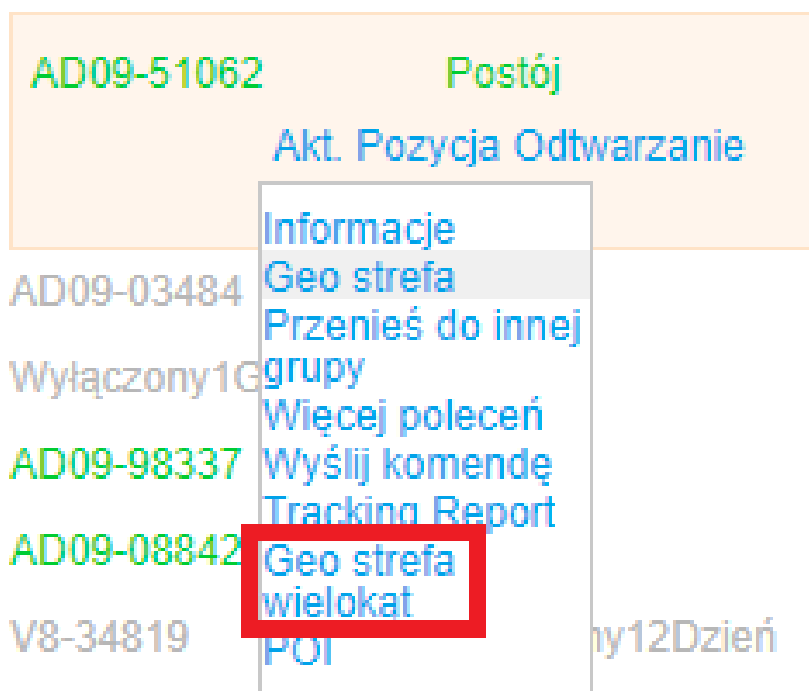 AD09-51062 Postój
Akt. Pozycja Odtwarzanie
Informacje
AD09-03484 Geo strefa
Przenieś do innej
Wyłączony1G grupy
Więcej poleceń
AD09-98337 Wyślij komendę
Tracking Report
AD09-08842 Geo strefa
wielokąt
V8-34819 POI ny12Dzień